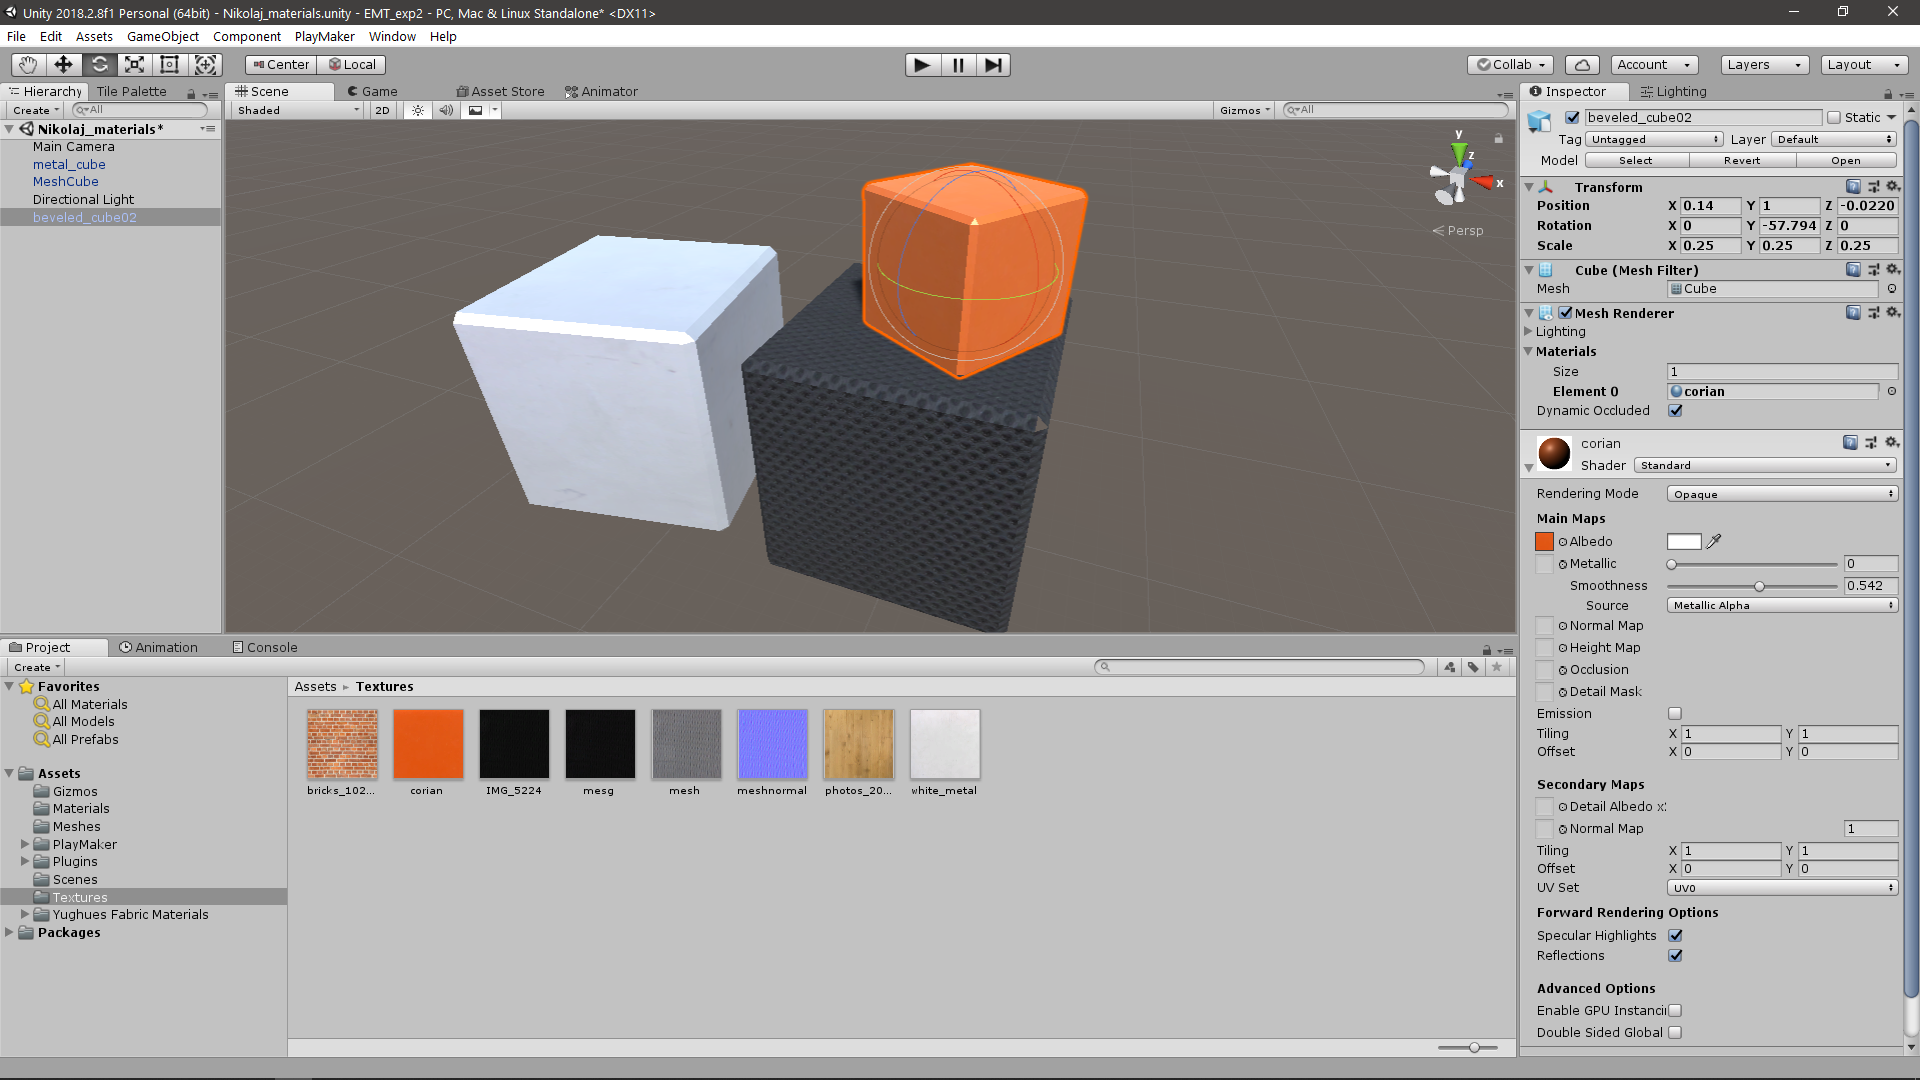 Unity 2018.2.8f1 Personal (64bit) - Nikolaj_materials.unity - EMT_exp2 - PC, Mac & Linux Standalone* <DX11>
File Edit Assets GameObject Component PlayMaker Window Help
Center Local Collab Account Layers Layout
Hierarchy Tile Palette
Create All
Nikolaj_materials*
Main Camera
metal_cube
MeshCube
Directional Light
beveled_cube02
Scene Game Asset Store Animator
Shaded 2D Gizmos All
y
z
x
Persp
Inspector Lighting
beveled_cube02 Static
Tag Untagged Layer Default
Model Select Revert Open
Transform
Position X 0.14 Y 1 Z -0.0220
Rotation X 0 Y -57.794 Z 0
Scale X 0.25 Y 0.25 Z 0.25
Cube (Mesh Filter)
Mesh Cube
Mesh Renderer
Lighting
Materials
Size 1
Element 0 corian
Dynamic Occluded
corian
Shader Standard
Rendering Mode Opaque
Main Maps
Albedo
Metallic 0
Smoothness 0.542
Source Metallic Alpha
Normal Map
Height Map
Occlusion
Detail Mask
Emission
Tiling X 1 Y 1
Offset X 0 Y 0
Secondary Maps
Detail Albedo x
Normal Map 1
Tiling X 1 Y 1
Offset X 0 Y 0
UV Set UV0
Forward Rendering Options
Specular Highlights
Reflections
Advanced Options
Enable GPU Instanci
Double Sided Global
Project Animation Console
Create
Favorites
All Materials
All Models
All Prefabs
Assets
Gizmos
Materials
Meshes
PlayMaker
Plugins
Scenes
Textures
Yughues Fabric Materials
Packages
Assets Textures
bricks_102... corian IMG_5224 mesg mesh meshnormal photos_20... white_metal